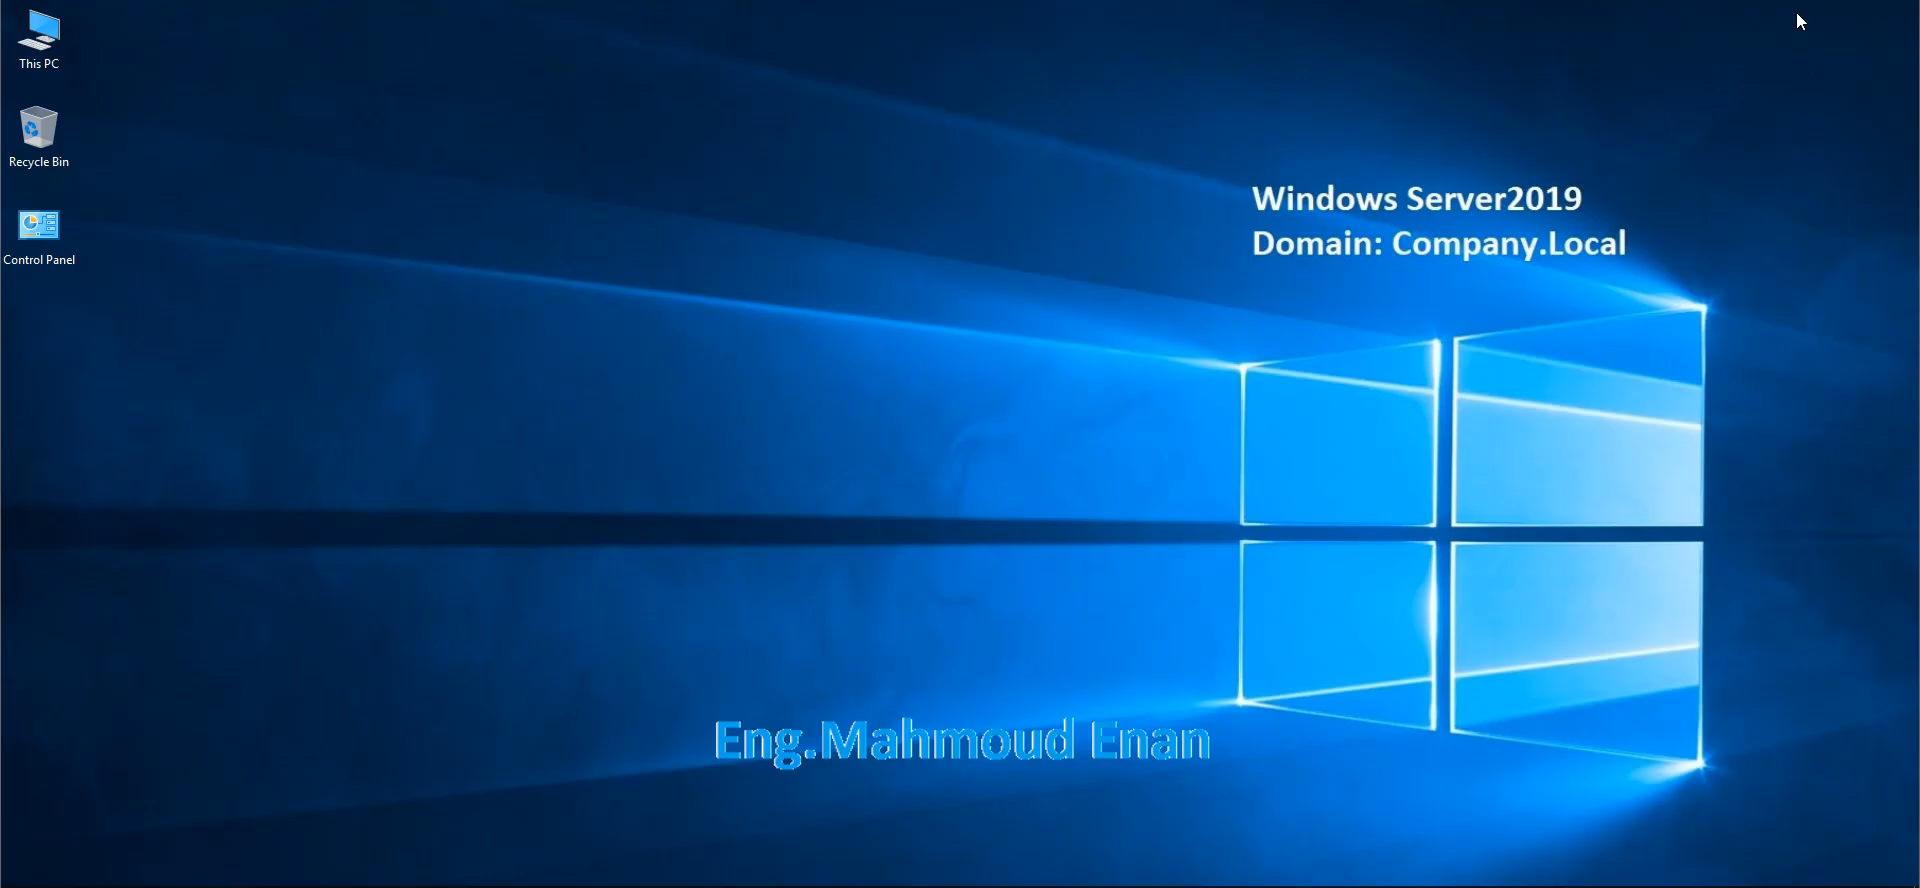 This PC
Recycle Bin
Control Panel
Windows Server2019
Domain: Company.Local
Eng.Mahmoud Enan